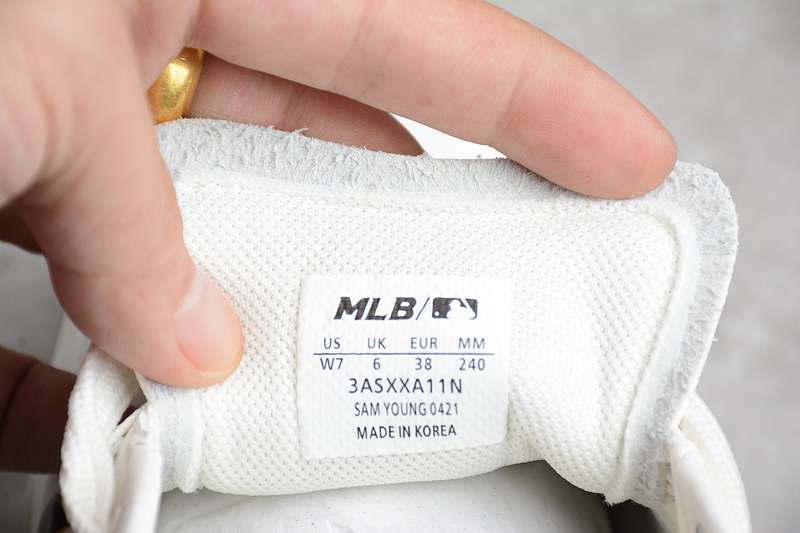 MLB/
US UK EUR MM
W7 6 38 240
3ASXXA11N
SAM YOUNG 0421
MADE IN KOREA